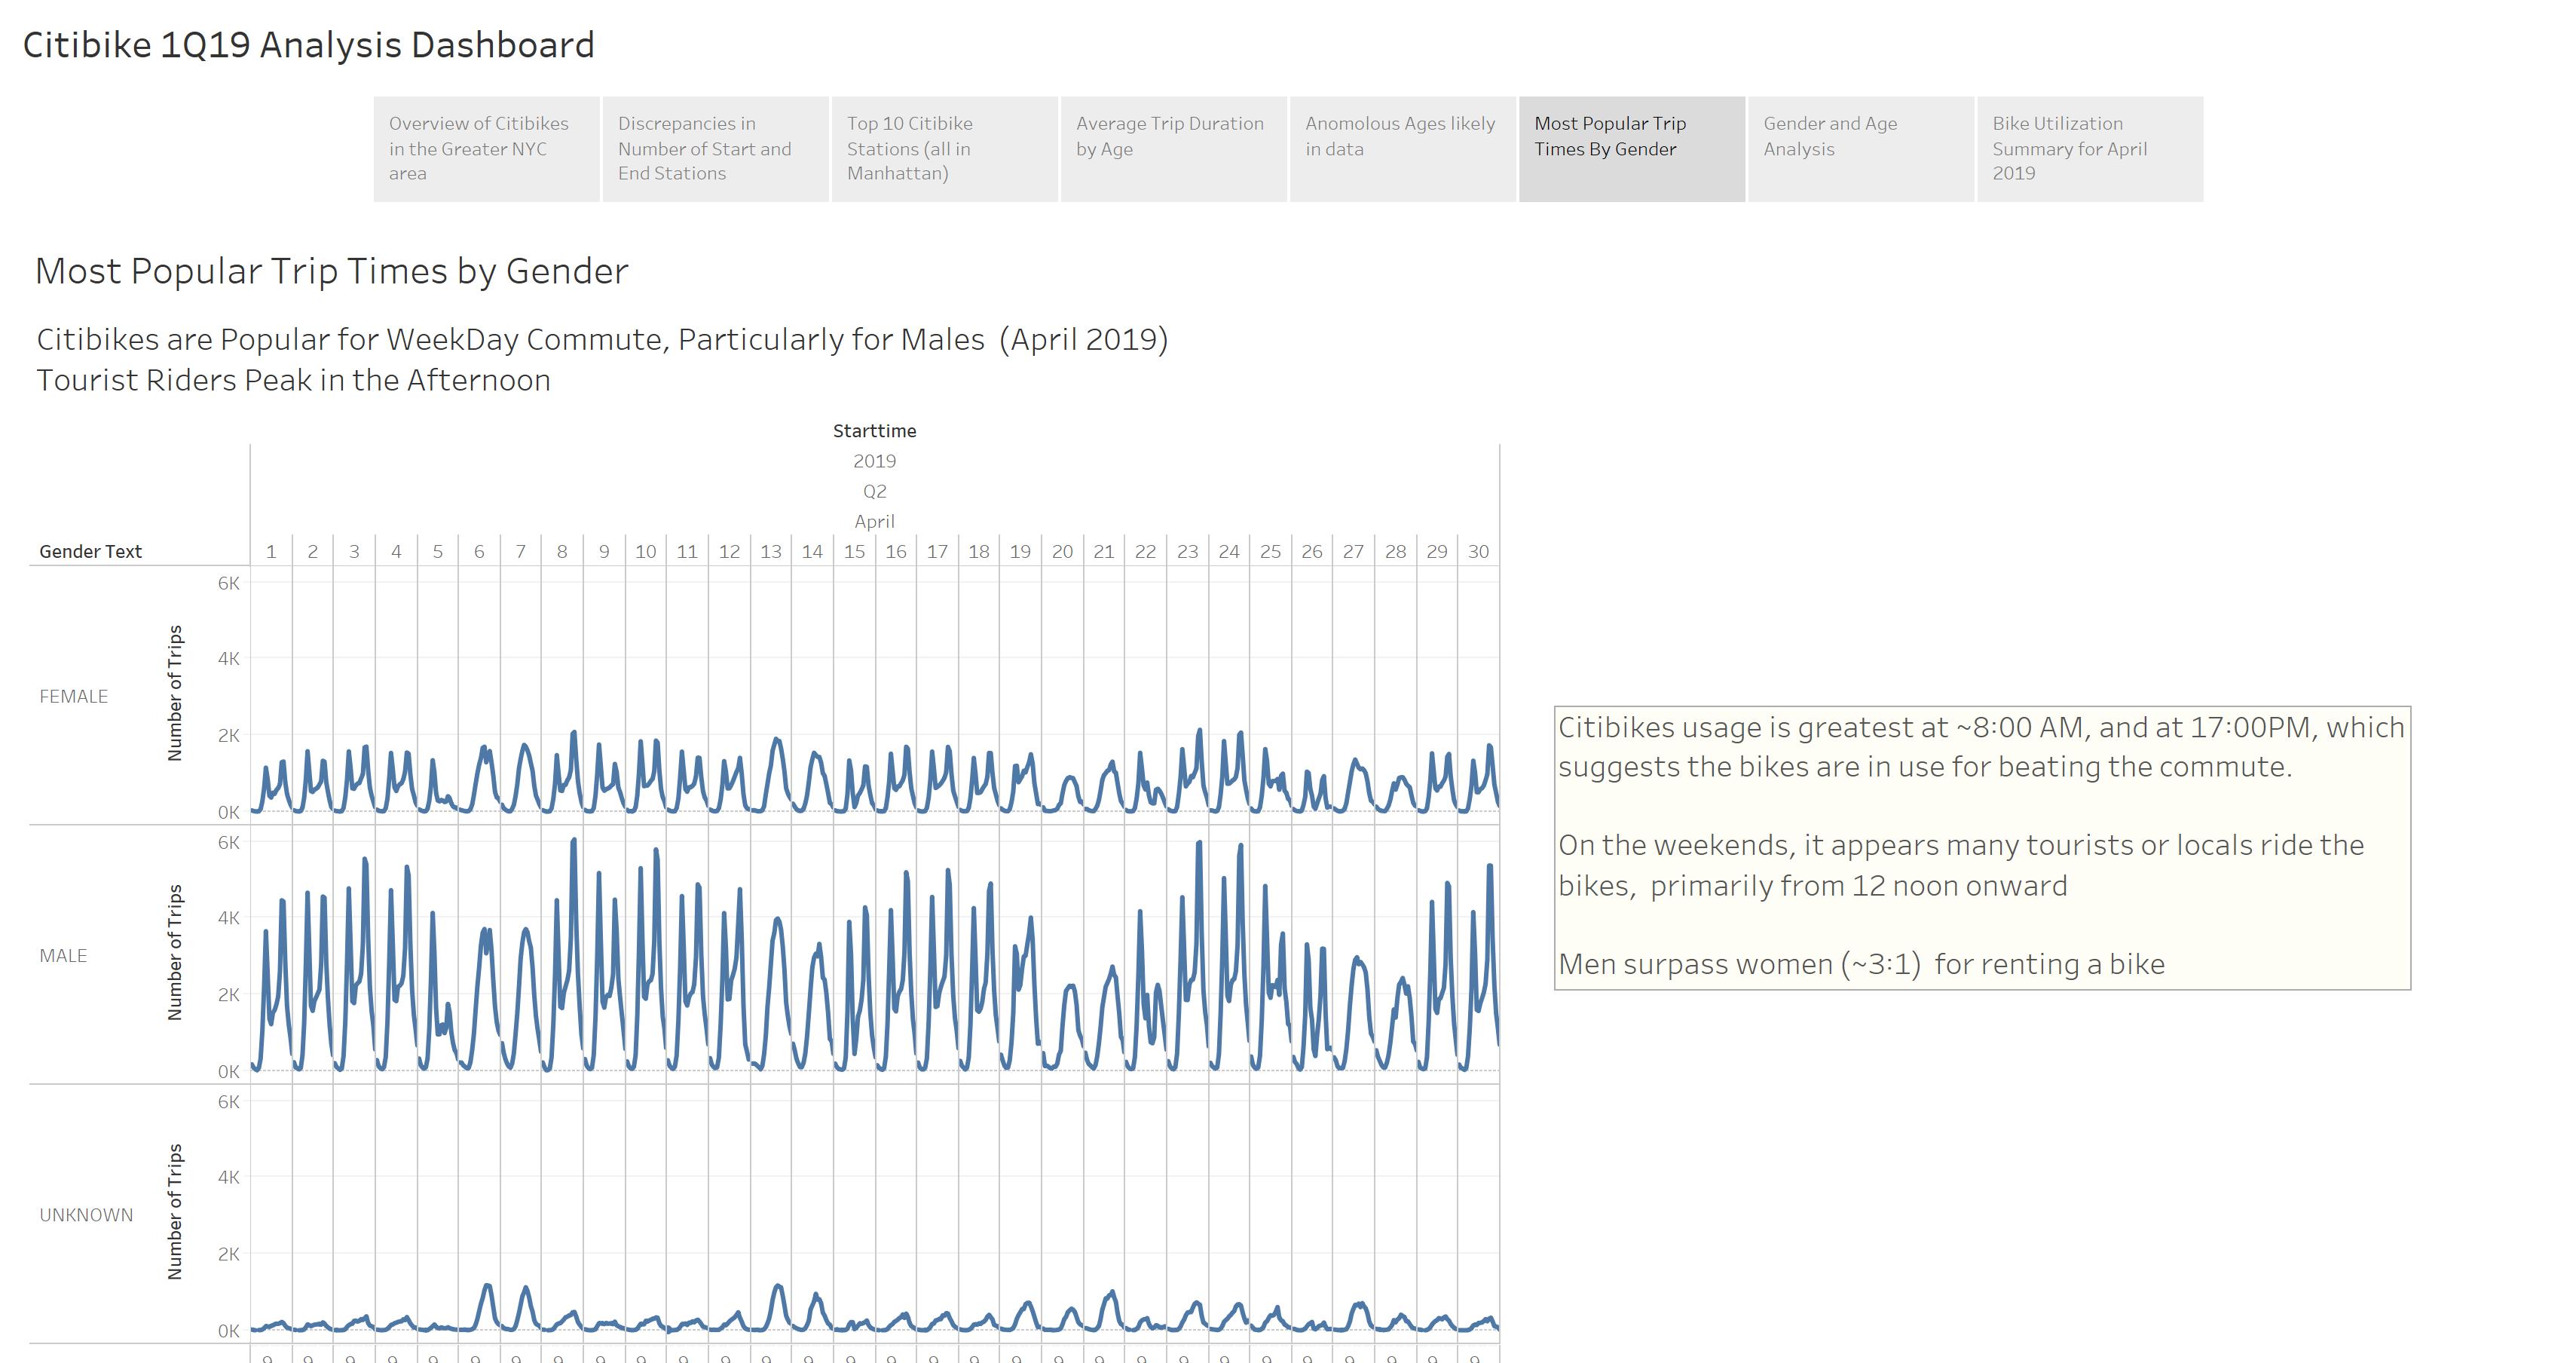 Citibike 1Q19 Analysis Dashboard
Overview of Citibikes
in the Greater NYC
area
Discrepancies in
Number of Start and
End Stations
Top 10 Citibike
Stations (all in
Manhattan)
Average Trip Duration
by Age
Anomolous Ages likely
in data
Most Popular Trip
Times By Gender
Gender and Age
Analysis
Bike Utilization
Summary for April
2019
Most Popular Trip Times by Gender
Citibikes are Popular for WeekDay Commute, Particularly for Males (April 2019)
Tourist Riders Peak in the Afternoon
Starttime
2019
Q2
April
Gender Text 1 2 3 4 5 6 7 8 9 10 11 12 13 14 15 16 17 18 19 20 21 22 23 24 25 26 27 28 29 30
FEMALE
Number of Trips
6K
4K
2K
0K
MALE
Number of Trips
6K
4K
2K
0K
UNKNOWN
Number of Trips
6K
4K
2K
0K
Citibikes usage is greatest at ~8:00 AM, and at 17:00PM, which
suggests the bikes are in use for beating the commute.
On the weekends, it appears many tourists or locals ride the
bikes, primarily from 12 noon onward
Men surpass women (~3:1) for renting a bike